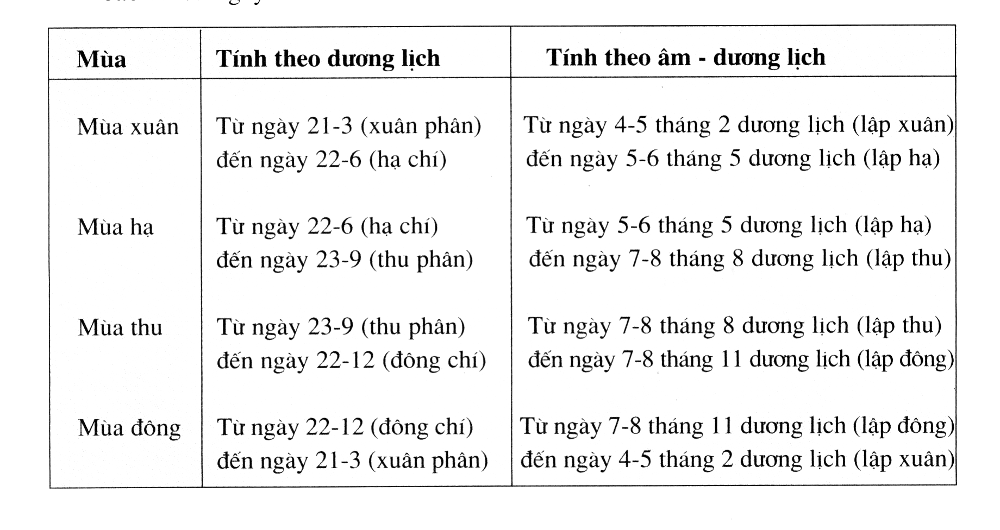 Mùa Tính theo dương lịch Tính theo âm - dương lịch
Mùa xuân Từ ngày 21-3 (xuân phân) Từ ngày 4-5 tháng 2 dương lịch (lập xuân)
đến ngày 22-6 (hạ chí) đến ngày 5-6 tháng 5 dương lịch (lập hạ)
Mùa hạ Từ ngày 22-6 (hạ chí) Từ ngày 5-6 tháng 5 dương lịch (lập hạ)
đến ngày 23-9 (thu phân) đến ngày 7-8 tháng 8 dương lịch (lập thu)
Mùa thu Từ ngày 23-9 (thu phân) Từ ngày 7-8 tháng 8 dương lịch (lập thu)
đến ngày 22-12 (đông chí) đến ngày 7-8 tháng 11 dương lịch (lập đông)
Mùa đông Từ ngày 22-12 (đông chí) Từ ngày 7-8 tháng 11 dương lịch (lập đông)
đến ngày 21-3 (xuân phân) đến ngày 4-5 tháng 2 dương lịch (lập xuân)